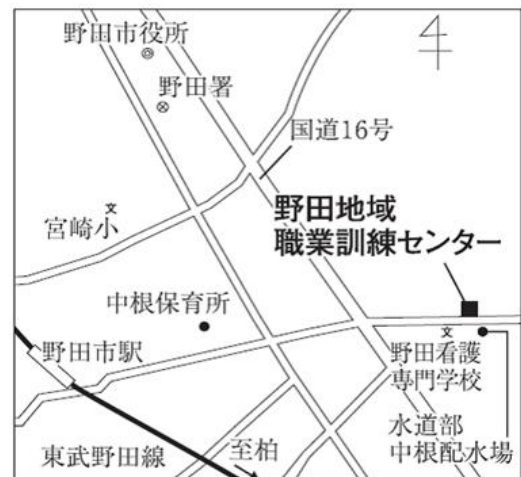 野田市役所
野田署
国道16号
宮崎小
文
野田地域
職業訓練センター
中根保育所
野田市駅
文
野田看護
専門学校
水道部
中根配水場
東武野田線
至柏